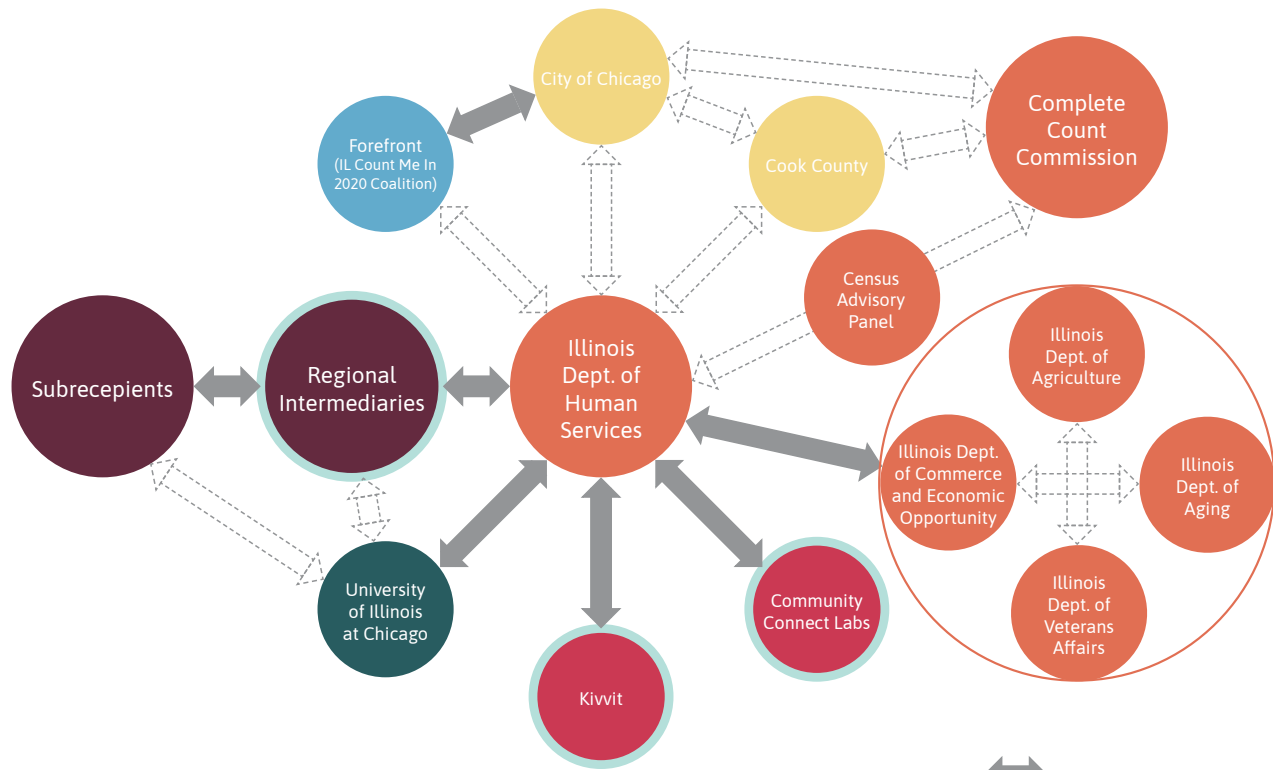 City of Chicago
Complete
Count
Commission
Forefront
(IL Count Me In
2020 Coalition)
Cook County
Census
Advisory
Panel
Illinois
Dept. of
Agriculture
Subrecepients
Regional
Intermediaries
Illinois
Dept. of
Human
Services
Illinois Dept.
of Commerce
and Economic
Opportunity
Illinois
Dept. of
Aging
University
of Illinois
at Chicago
Community
Connect Labs
Illinois
Dept. of
Veterans
Affairs
Kivvit